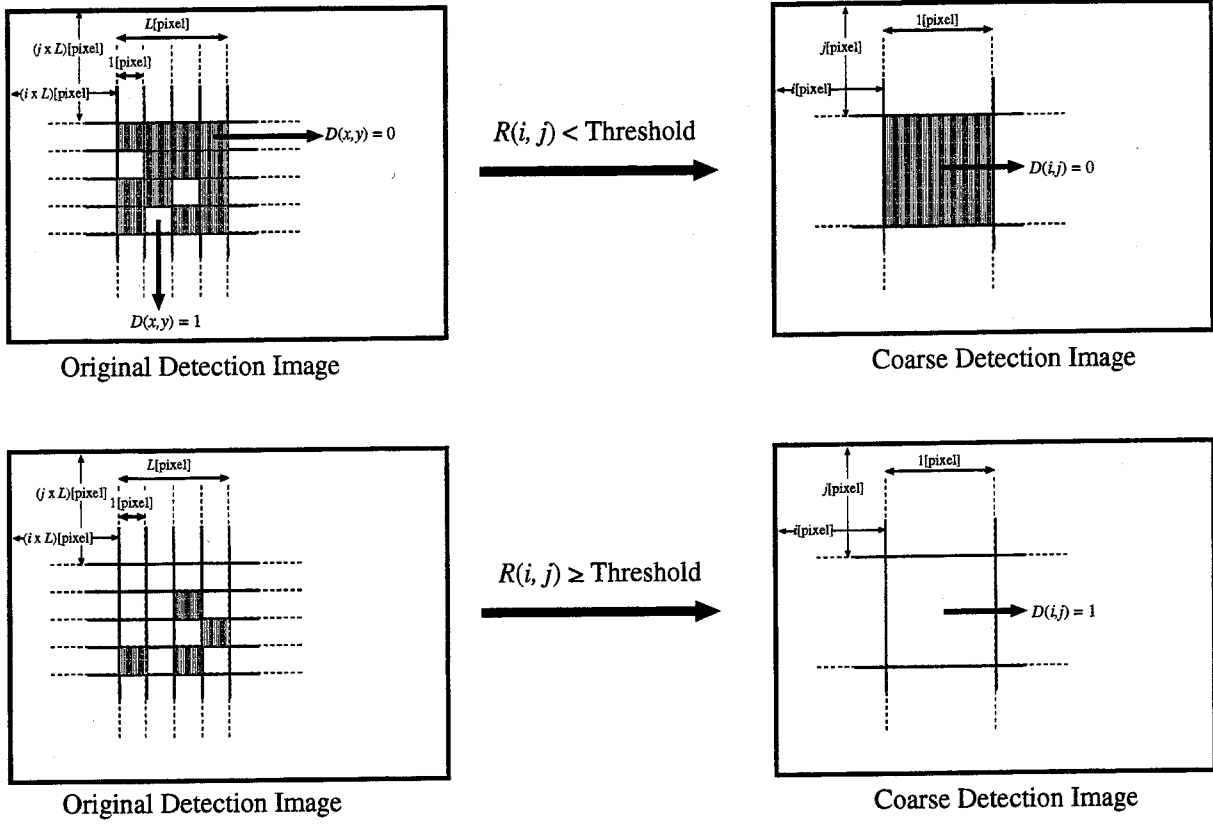 L[pixel]
(j x L)[pixel]
1[pixel]
(i x L)[pixel]
D(x,y) = 0
D(x,y) = 1
Original Detection Image
R(i, j) < Threshold
1[pixel]
j[pixel]
i[pixel]
D(i,j) = 0
Coarse Detection Image
L[pixel]
(j x L)[pixel]
1[pixel]
(i x L)[pixel]
Original Detection Image
R(i, j) ≥ Threshold
1[pixel]
j[pixel]
i[pixel]
D(i,j) = 1
Coarse Detection Image